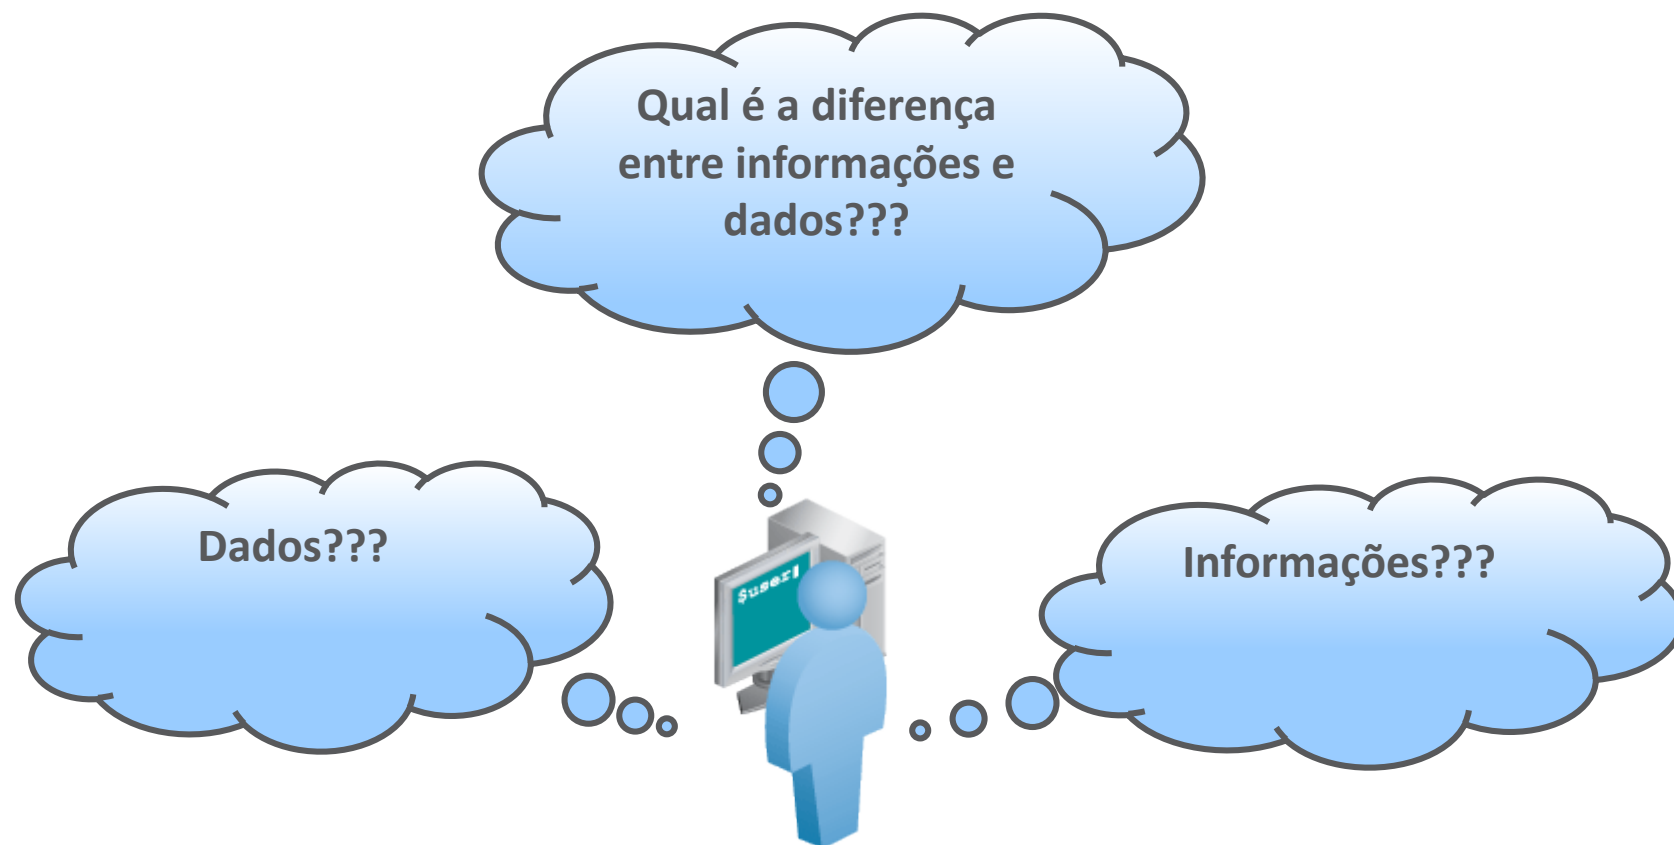 Qual é a diferença
entre informações e
dados???
Dados???
Informações???
$user